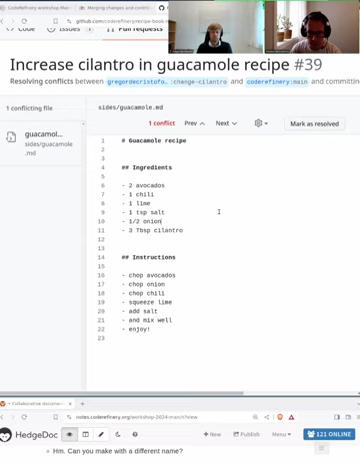 CodeRefinery workshop Mar
Merging changes and contri
github.com/coderefinery/recipe-book-
Code
Issues
Pull requests
Increase cilantro in guacamole recipe #39
Resolving conflicts between gregordecristofo…:change-cilantro and coderefinery:main and committing
1 conflicting file
sides/guacamole.md
guacamol...
sides/guacamole
.md
1 conflict Prev Next Mark as resolved
1 # Guacamole recipe
2
3
4 ## Ingredients
5
6 - 2 avocados
7 - 1 chili
8 - 1 lime
9 - 1 tsp salt
10 - 1/2 onion
11 - 3 Tbsp cilantro
12
13
14 ## Instructions
15
16 - chop avocados
17 - chop onion
18 - chop chili
19 - squeeze lime
20 - add salt
21 - and mix well
22 - enjoy!
23
Collaborative documen
notes.coderefinery.org/workshop-2024-march?view
HedgeDoc + New Publish Menu 121 ONLINE
Hm. Can you make with a different name?